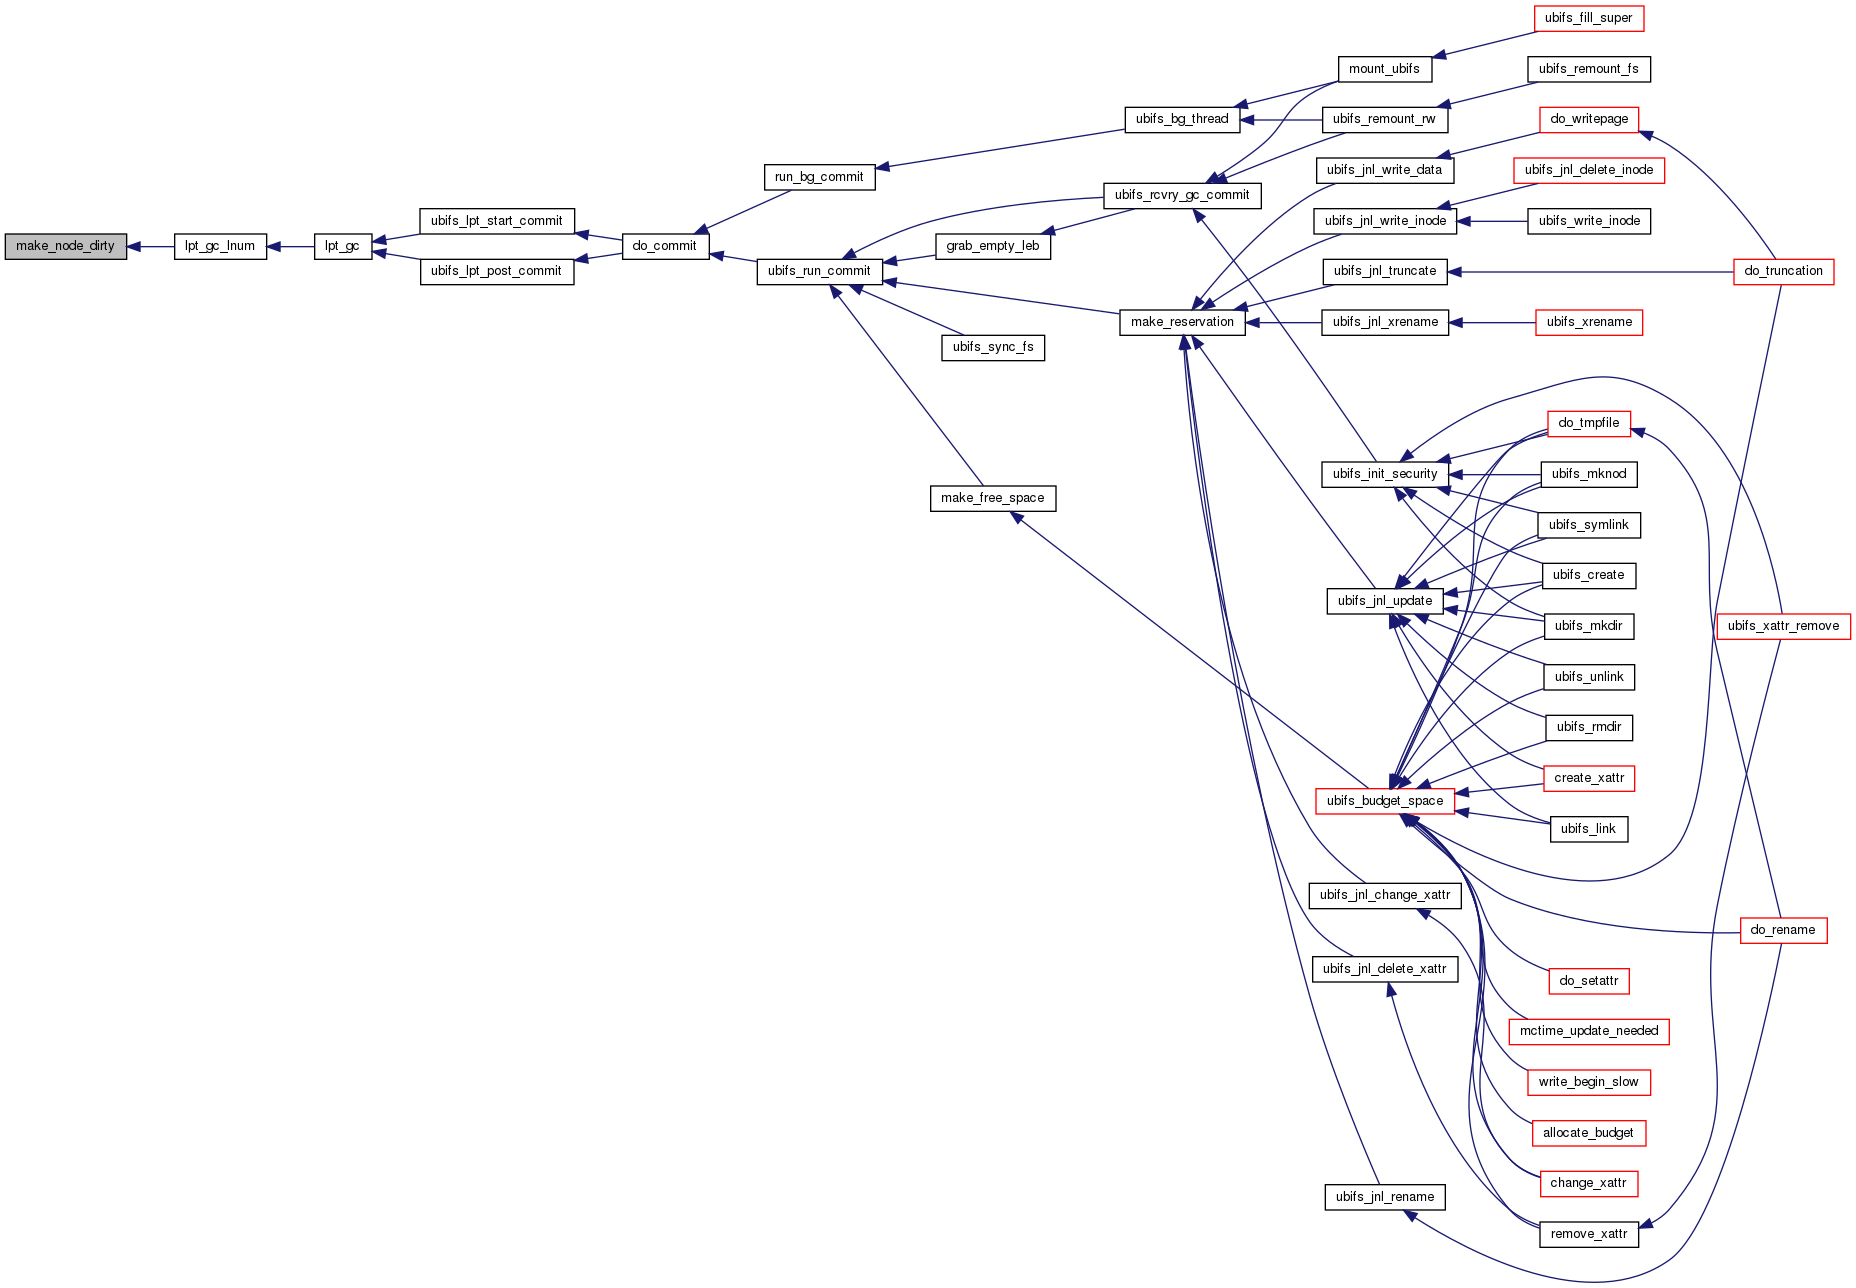 make_node_dirty
lpt_gc_lnum
lpt_gc
ubifs_lpt_start_commit
ubifs_lpt_post_commit
do_commit
run_bg_commit
ubifs_run_commit
ubifs_bg_thread
ubifs_rcvry_gc_commit
grab_empty_leb
make_reservation
ubifs_sync_fs
make_free_space
mount_ubifs
ubifs_remount_rw
ubifs_jnl_write_data
ubifs_jnl_write_inode
ubifs_jnl_truncate
ubifs_jnl_xrename
ubifs_init_security
ubifs_jnl_update
ubifs_budget_space
ubifs_jnl_change_xattr
ubifs_jnl_delete_xattr
ubifs_jnl_rename
ubifs_fill_super
ubifs_remount_fs
do_writepage
ubifs_jnl_delete_inode
ubifs_write_inode
ubifs_xrename
do_tmpfile
ubifs_mknod
ubifs_symlink
ubifs_create
ubifs_mkdir
ubifs_unlink
ubifs_rmdir
create_xattr
ubifs_link
do_setattr
mctime_update_needed
write_begin_slow
allocate_budget
change_xattr
remove_xattr
do_truncation
ubifs_xattr_remove
do_rename